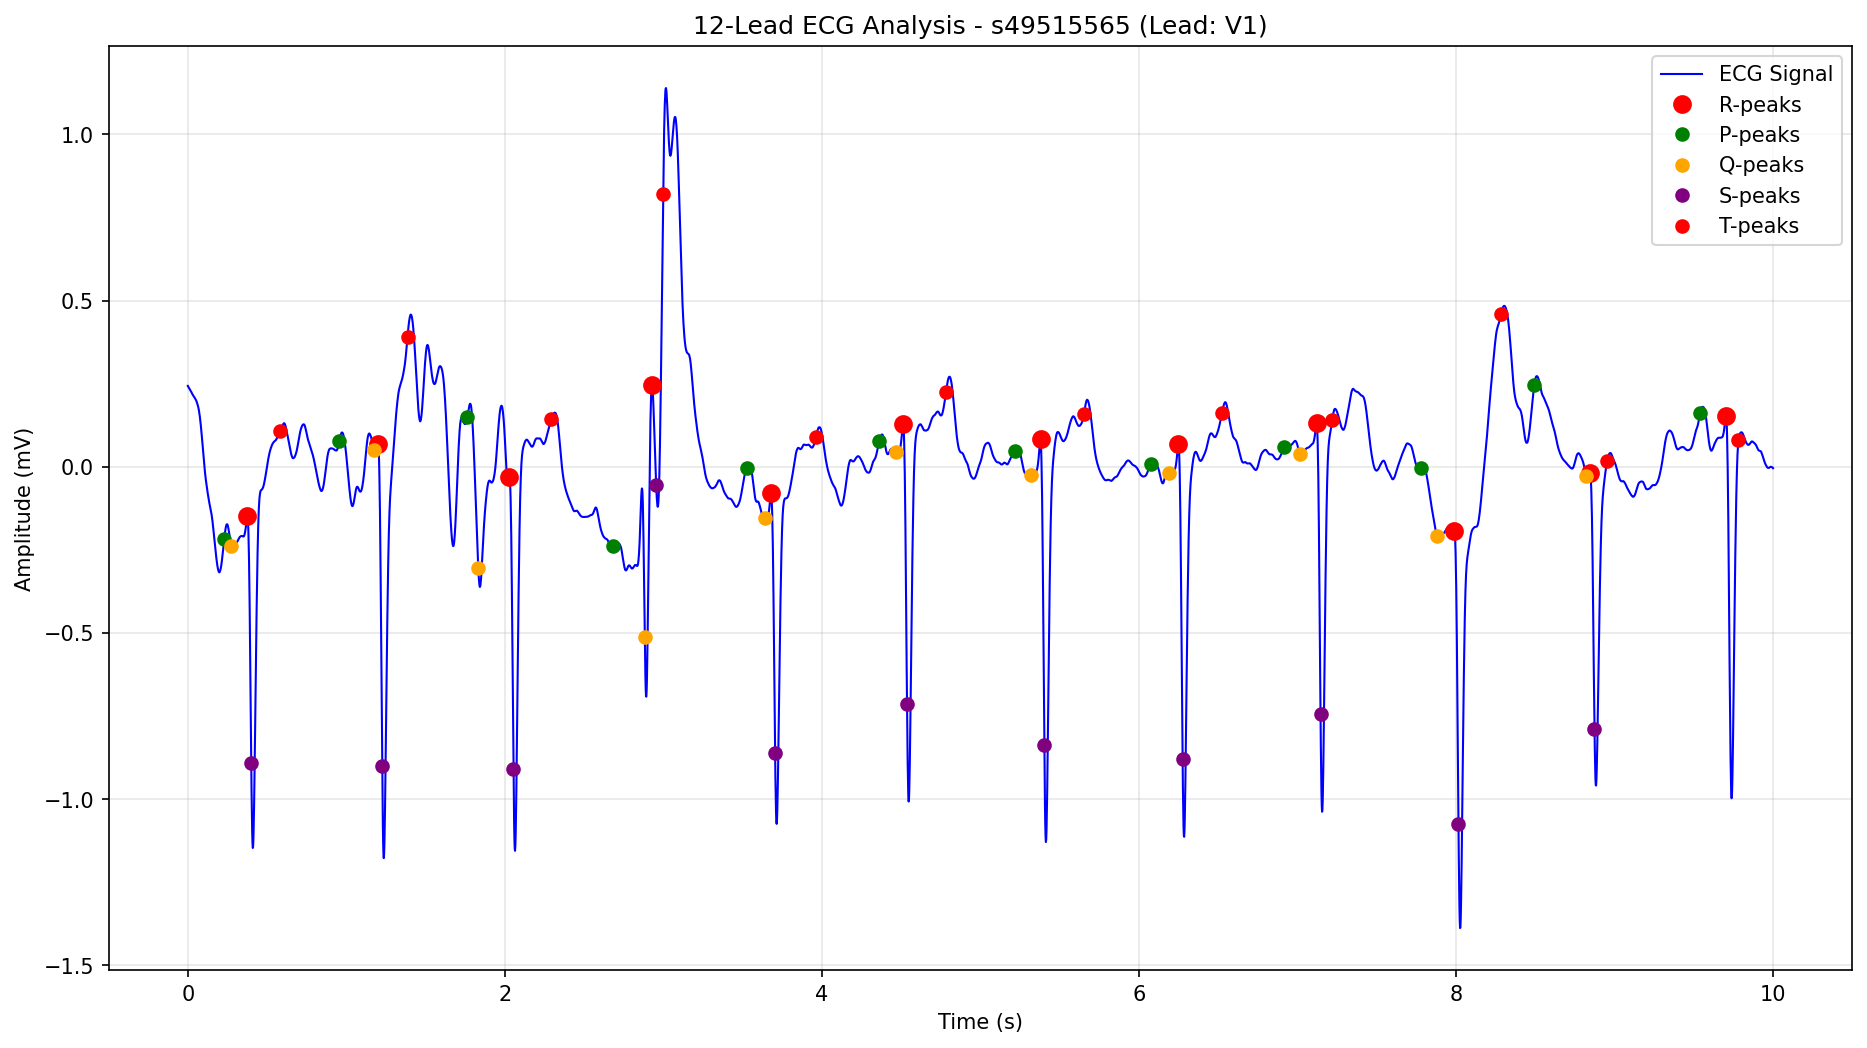 12-Lead ECG Analysis - s49515565 (Lead: V1)
ECG Signal
R-peaks
P-peaks
Q-peaks
S-peaks
T-peaks
Amplitude (mV)
1.0
0.5
0.0
−0.5
−1.0
−1.5
0 2 4 6 8 10
Time (s)